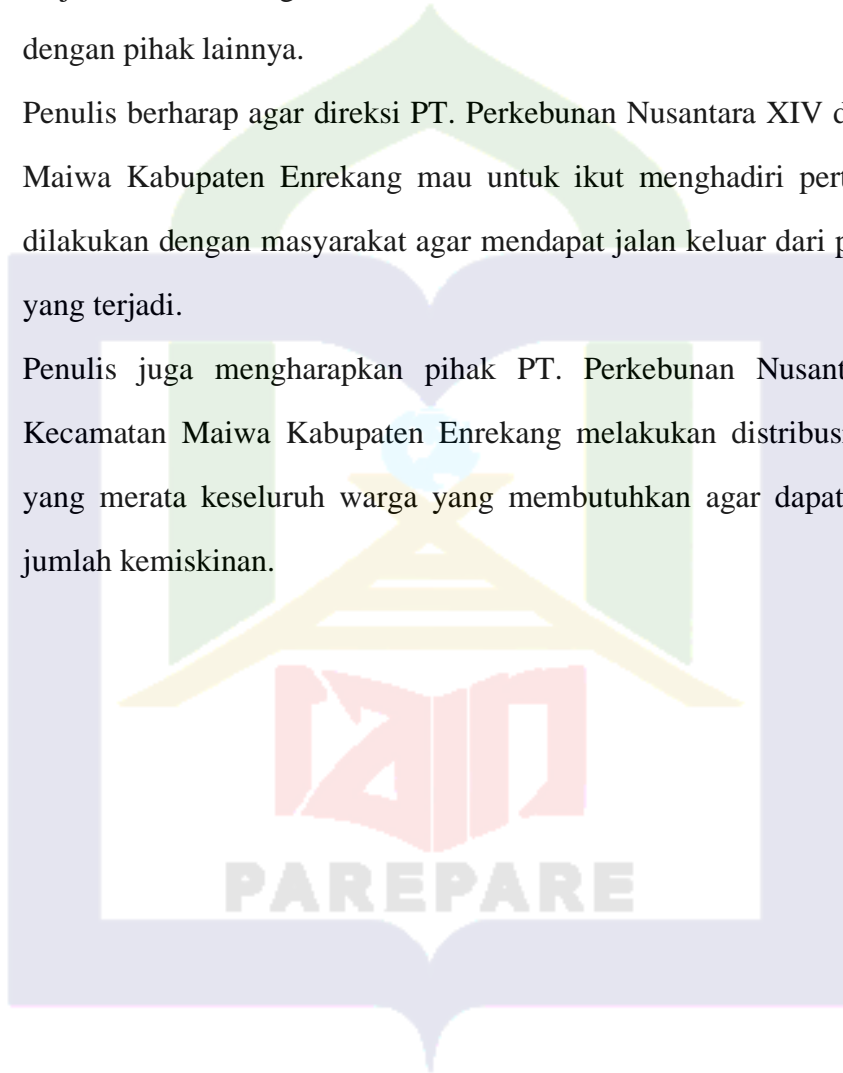 dengan pihak lainnya.
Penulis berharap agar direksi PT. Perkebunan Nusantara XIV
Maiwa Kabupaten Enrekang mau untuk ikut menghadiri
dilakukan dengan masyarakat agar mendapat jalan keluar dari
yang terjadi.
Penulis juga mengharapkan pihak PT. Perkebunan
Kecamatan Maiwa Kabupaten Enrekang melakukan
yang merata keseluruh warga yang membutuhkan agar dapat
jumlah kemiskinan.
iain
PAREPARE